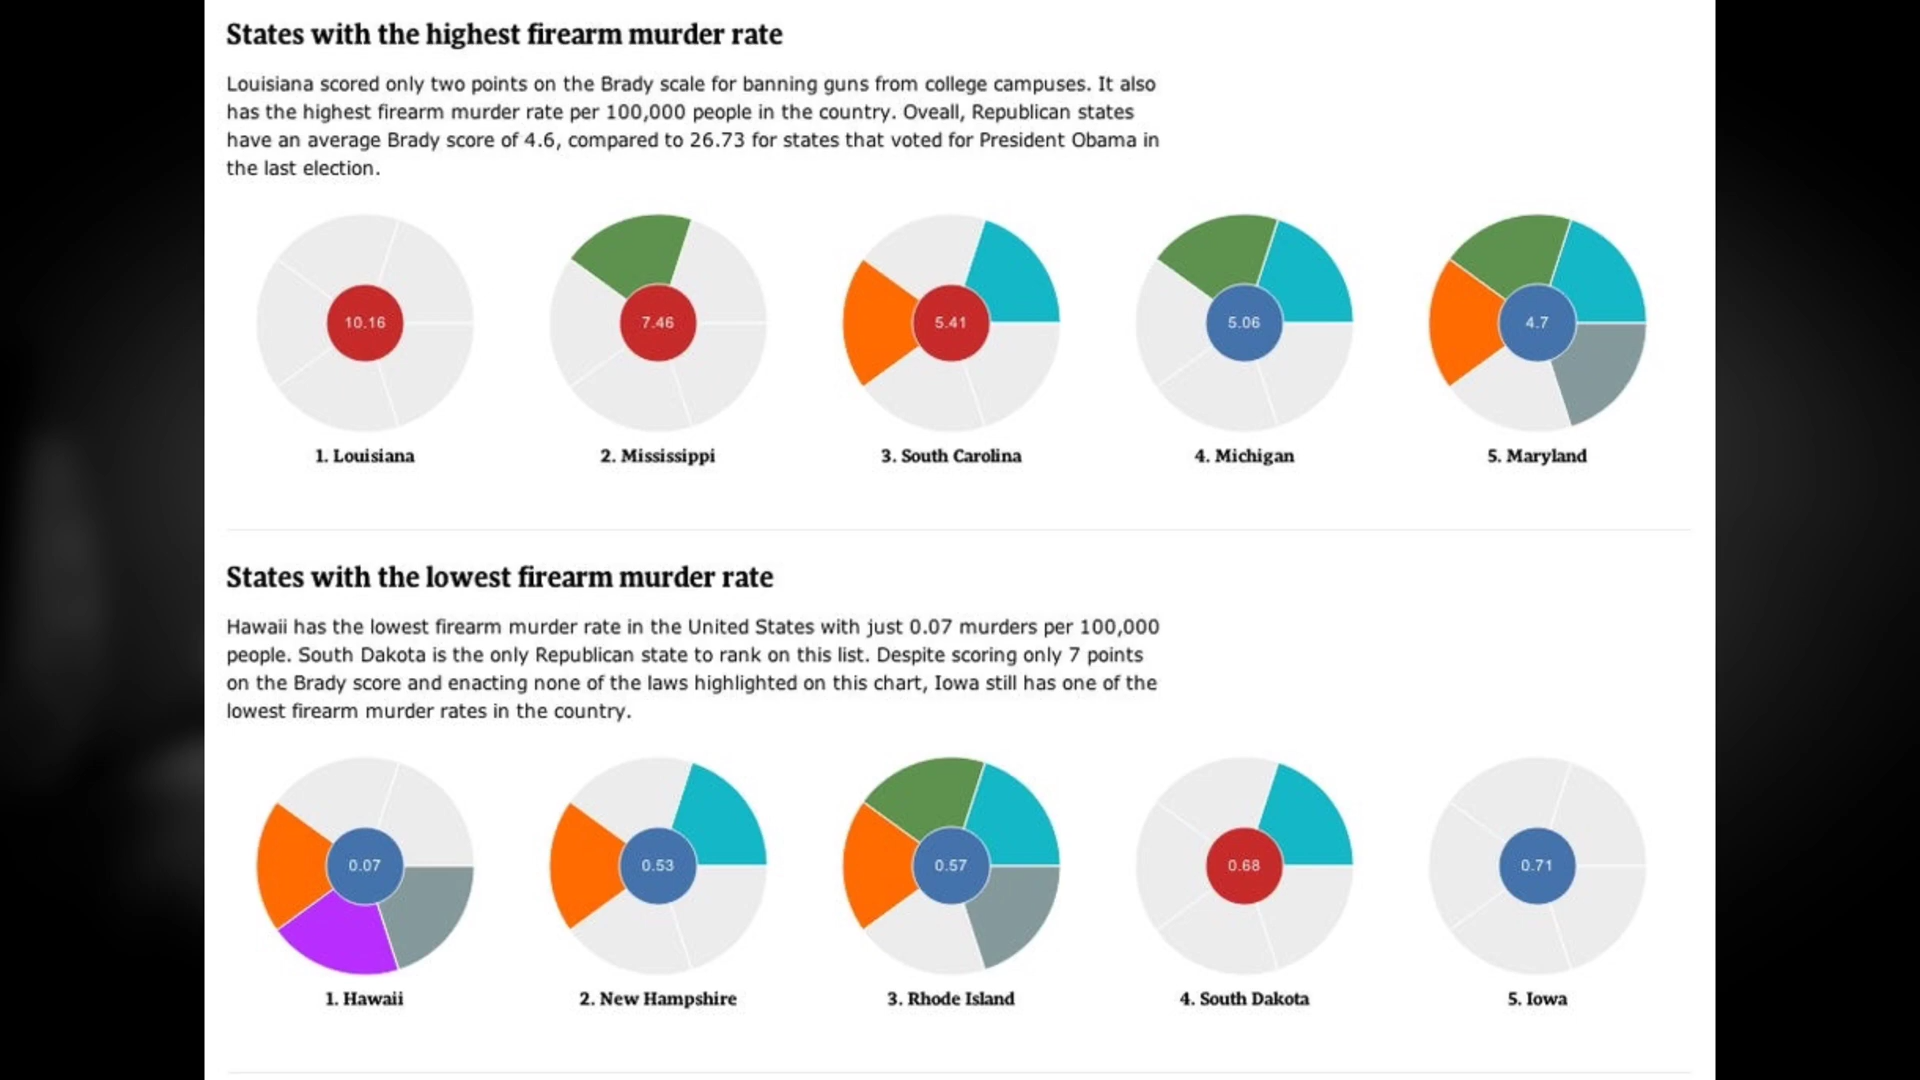 States with the highest firearm murder rate
Louisiana scored only two points on the Brady scale for banning guns from college campuses. It also
has the highest firearm murder rate per 100,000 people in the country. Oveall, Republican states
have an average Brady score of 4.6, compared to 26.73 for states that voted for President Obama in
the last election.
10.16
7.46
5.41
5.06
4.7
1. Louisiana
2. Mississippi
3. South Carolina
4. Michigan
5. Maryland
States with the lowest firearm murder rate
Hawaii has the lowest firearm murder rate in the United States with just 0.07 murders per 100,000
people. South Dakota is the only Republican state to rank on this list. Despite scoring only 7 points
on the Brady score and enacting none of the laws highlighted on this chart, Iowa still has one of the
lowest firearm murder rates in the country.
0.07
0.53
0.57
0.68
0.71
1. Hawaii
2. New Hampshire
3. Rhode Island
4. South Dakota
5. Iowa